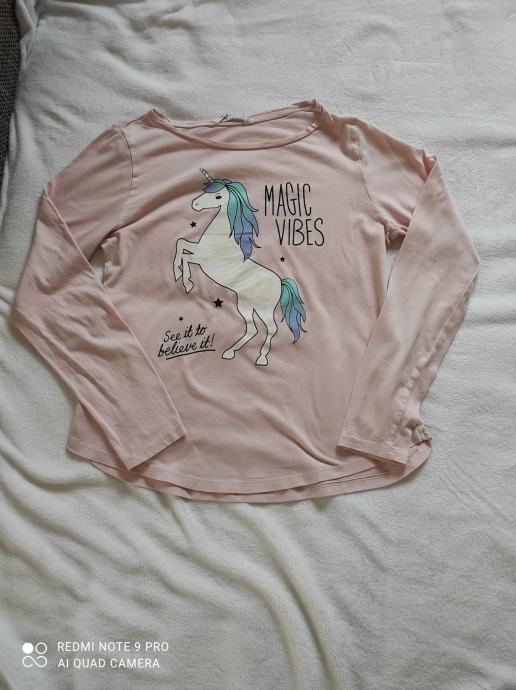 MAGIC
VIBES
See it to
believe it!
REDMI NOTE 9 PRO
AI QUAD CAMERA